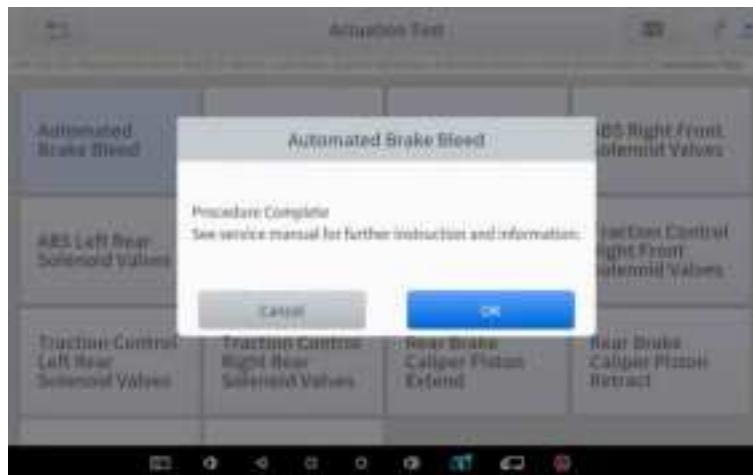 Actuation Test
Automated
Brake Bleed
ABS Right Front
Solenoid Valves
Automated Brake Bleed
Procedure Complete
See service manual for further instruction and information.
Cancel
OK
ABS Left Rear
Solenoid Valves
Traction Control
Right Front
Solenoid Valves
Traction Control
Left Rear
Solenoid Valves
Traction Control
Right Rear
Solenoid Valves
Rear Brake
Caliper Piston
Extend
Rear Brake
Caliper Piston
Retract